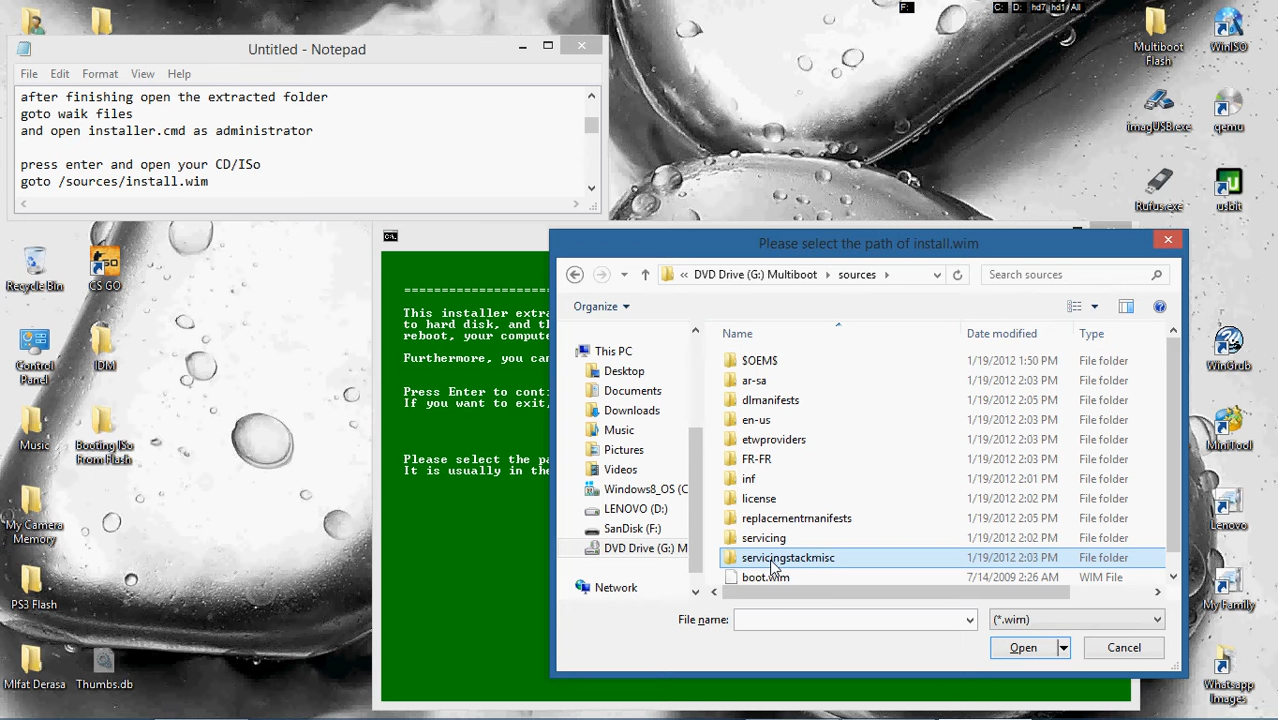 F:
C: D: hd7 hd1 All
Untitled - Notepad
File Edit Format View Help
after finishing open the extracted folder
goto waik files
and open installer.cmd as administrator
press enter and open your CD/ISo
goto /sources/install.wim
Multiboot
Flash
WinISO
imagUSB.exe
qemu
Rufus.exe
usbit
Recycle Bin
CS GO
Control
Panel
IDM
Music
Booting ISo
From Flash
My Camera
Memory
PS3 Flash
Mlfat Derasa
Thumbs.db
WinGrub
MiniTool
Lenovo
My Family
Whatsapp
Images
C:\.
This installer extra
to hard disk, and th
reboot, your compute
Furthermore, you can
Press Enter to conti
If you want to exit,
Please select the pa
It is usually in the
Please select the path of install.wim
« DVD Drive (G:) Multiboot sources
Search sources
Organize
Name Date modified Type
This PC
Desktop
Documents
Downloads
Music
Pictures
Videos
Windows8_OS (C
LENOVO (D:)
SanDisk (F:)
DVD Drive (G:) M
Network
$OEM$ 1/19/2012 1:50 PM File folder
ar-sa 1/19/2012 2:03 PM File folder
dlmanifests 1/19/2012 2:05 PM File folder
en-us 1/19/2012 2:03 PM File folder
etwproviders 1/19/2012 2:03 PM File folder
FR-FR 1/19/2012 2:03 PM File folder
inf 1/19/2012 2:01 PM File folder
license 1/19/2012 2:02 PM File folder
replacementmanifests 1/19/2012 2:05 PM File folder
servicing 1/19/2012 2:02 PM File folder
servicingstackmisc 1/19/2012 2:03 PM File folder
boot.wim 7/14/2009 2:26 AM WIM File
File name:
(*.wim)
Open
Cancel